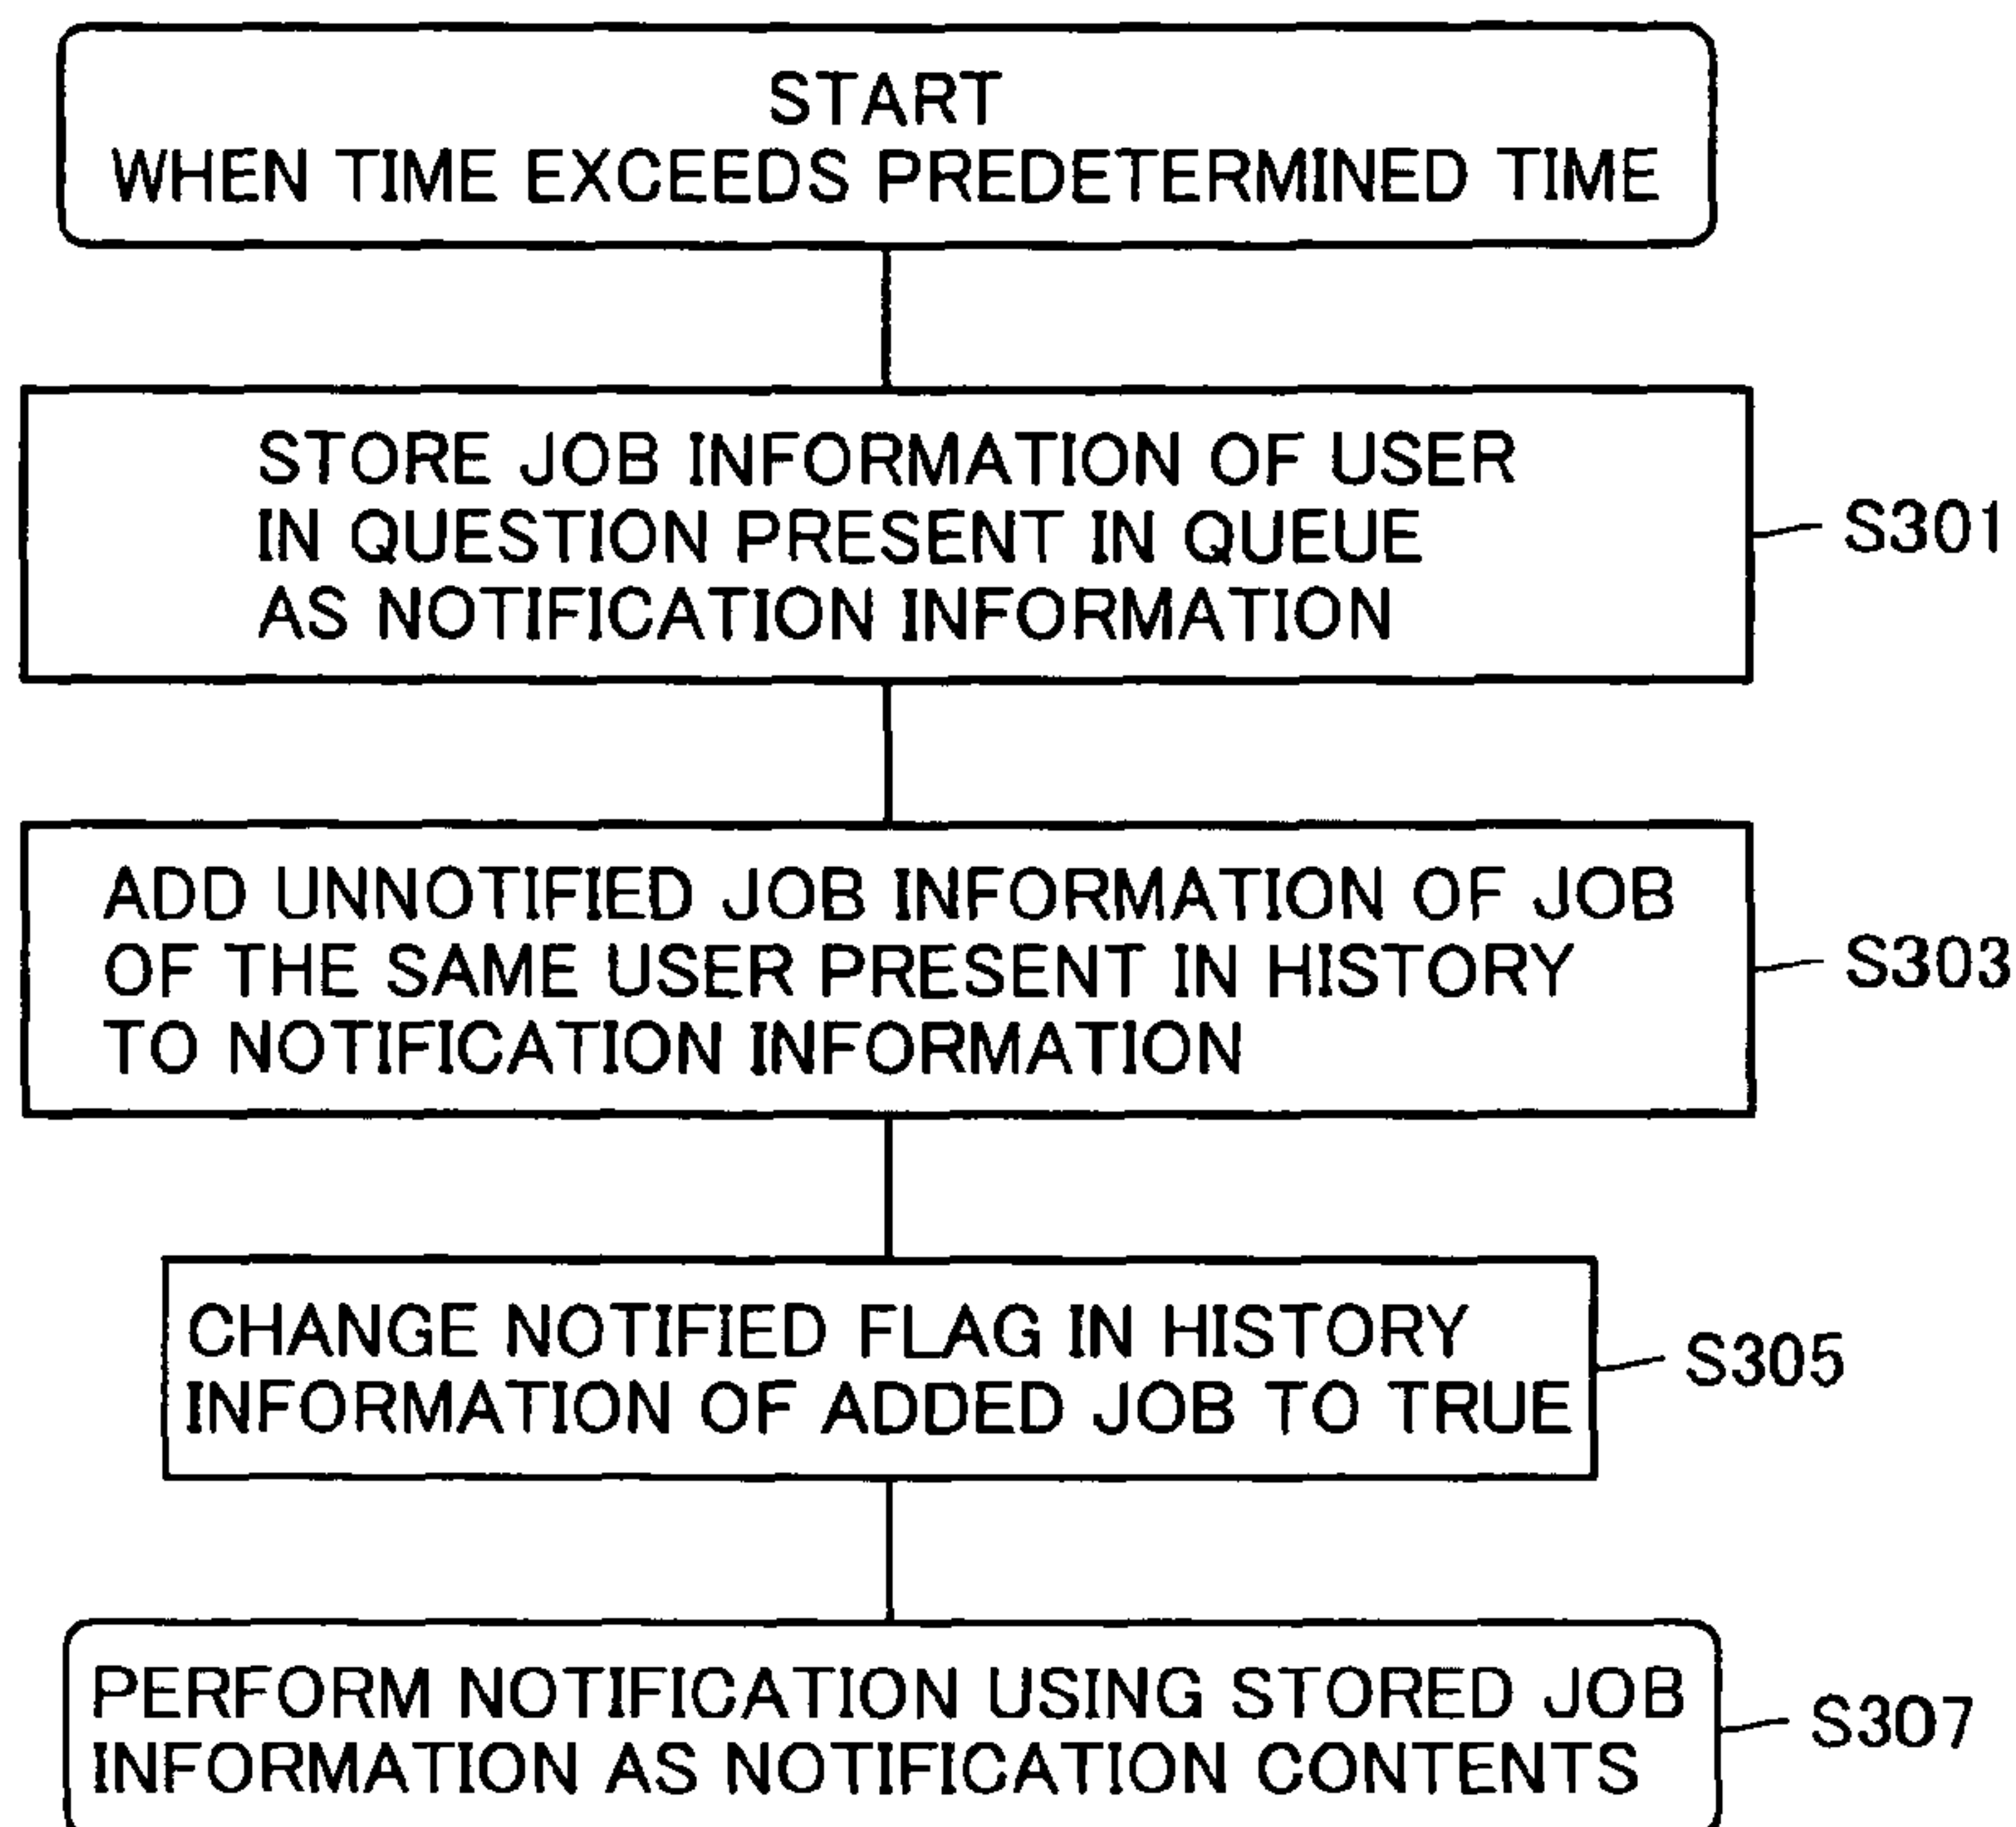 START
WHEN TIME EXCEEDS PREDETERMINED TIME
STORE JOB INFORMATION OF USER
IN QUESTION PRESENT IN QUEUE
AS NOTIFICATION INFORMATION
S301
ADD UNNOTIFIED JOB INFORMATION OF JOB
OF THE SAME USER PRESENT IN HISTORY
TO NOTIFICATION INFORMATION
S303
CHANGE NOTIFIED FLAG IN HISTORY
INFORMATION OF ADDED JOB TO TRUE
S305
PERFORM NOTIFICATION USING STORED JOB
INFORMATION AS NOTIFICATION CONTENTS
S307